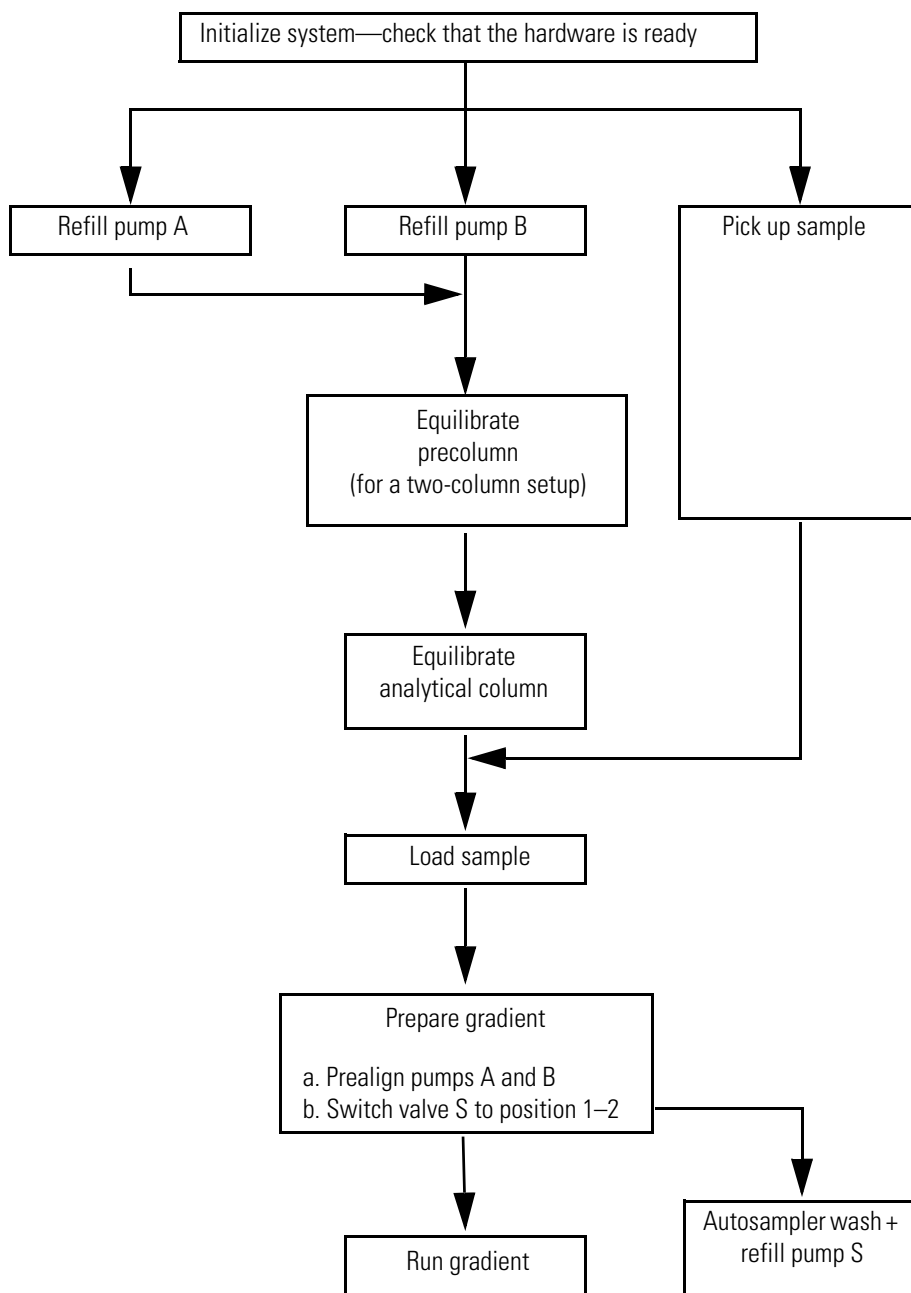 Initialize system—check that the hardware is ready
Refill pump A
Refill pump B
Pick up sample
Equilibrate
precolumn
(for a two-column setup)
Equilibrate
analytical column
Load sample
Prepare gradient
a. Prealign pumps A and B
b. Switch valve S to position 1–2
Autosampler wash +
refill pump S
Run gradient